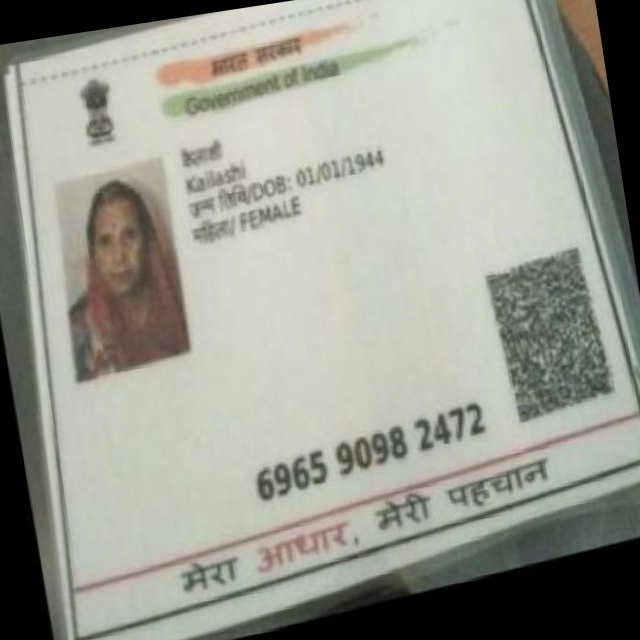 भारत सरकार
Government of India
कैलाशी
Kailashi
जन्म तिथि/DOB: 01/01/1944
महिला/ FEMALE
6965 9098 2472
मेरा आधार, मेरी पहचान